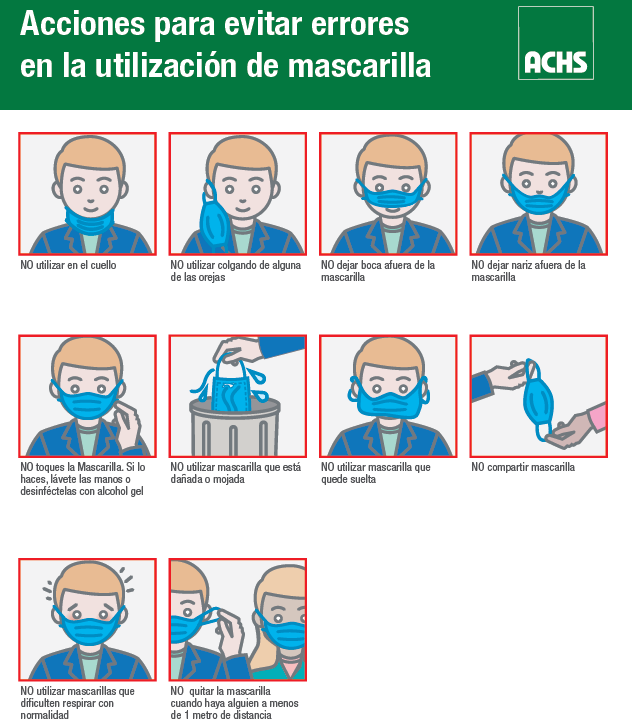 Acciones para evitar errores
en la utilización de mascarilla
ACHS
NO utilizar en el cuello
NO utilizar colgando de alguna
de las orejas
NO dejar boca afuera de la
mascarilla
NO dejar nariz afuera de la
mascarilla
NO toques la Mascarilla. Si lo
haces, lávete las manos o
desinféctelas con alcohol gel
NO utilizar mascarilla que está
dañada o mojada
NO utilizar mascarilla que
quede suelta
NO compartir mascarilla
NO utilizar mascarillas que
dificulten respirar con
normalidad
NO quitar la mascarilla
cuando haya alguien a menos
de 1 metro de distancia